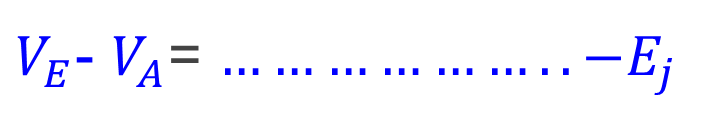 V_E - V_A = … … … … … … . . −E_j